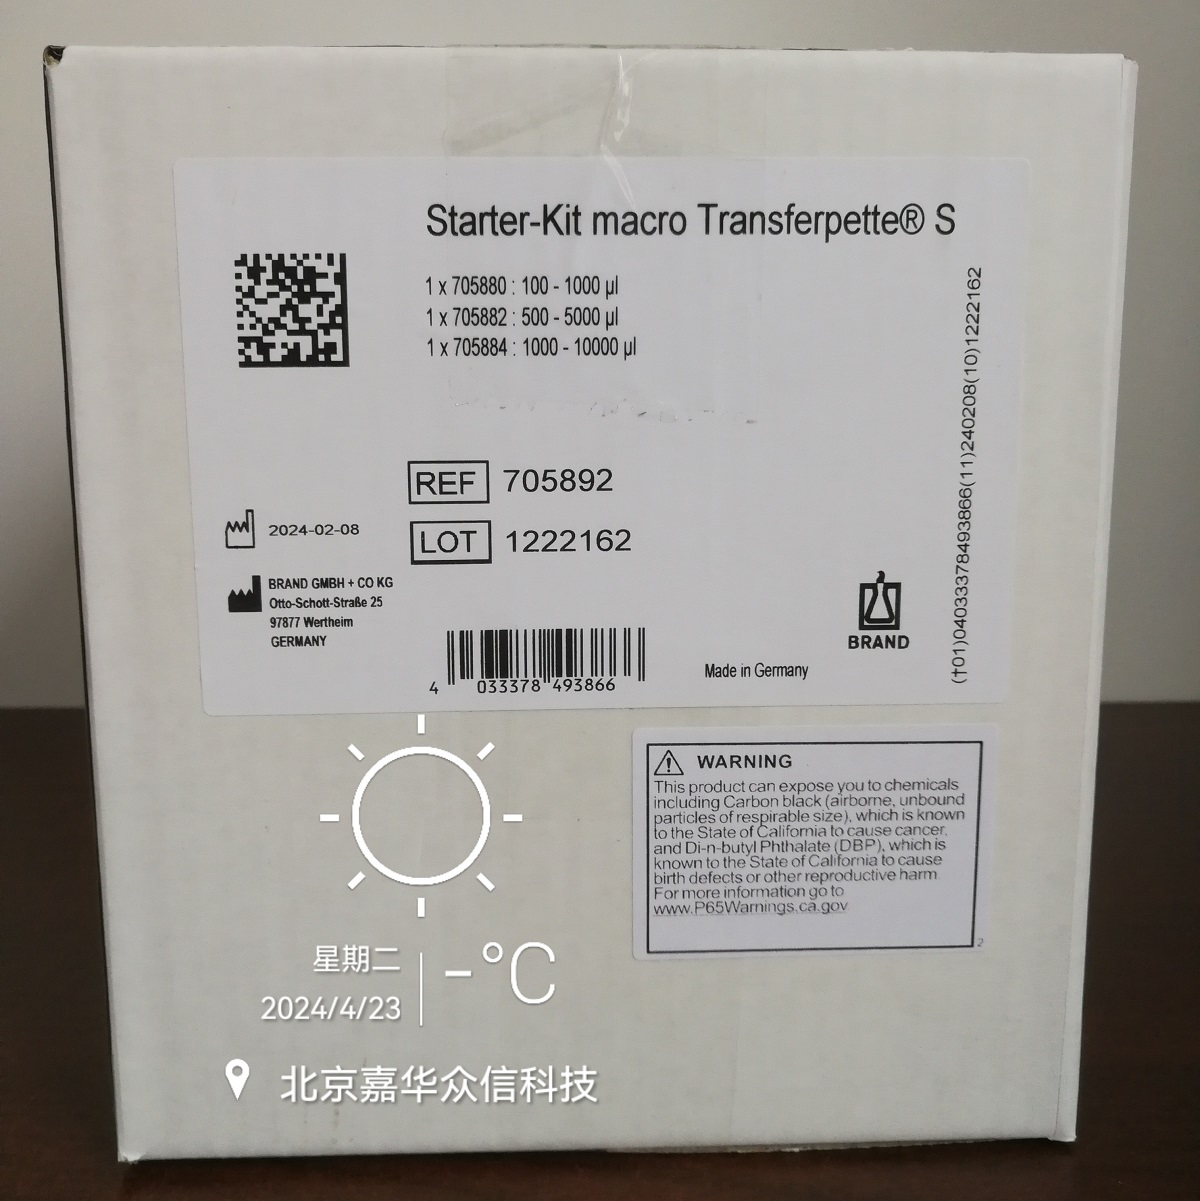 Starter-Kit macro Transferpette® S
1 x 705880 : 100 - 1000 µl
1 x 705882 : 500 - 5000 µl
1 x 705884 : 1000 - 10000 µl
REF 705892
LOT 1222162
2024-02-08
BRAND GMBH + CO KG
Otto-Schott-Straße 25
97877 Wertheim
GERMANY
4 033378 493866
Made in Germany
BRAND
(†01)04033378493866(11)240208(10)1222162
WARNING
This product can expose you to chemicals
including Carbon black (airborne, unbound
particles of respirable size), which is known
to the State of California to cause cancer,
and Di-n-butyl Phthalate (DBP), which is
known to the State of California to cause
birth defects or other reproductive harm.
For more information go to
www.P65Warnings.ca.gov
2
星期二
2024/4/23
-°C
北京嘉华众信科技